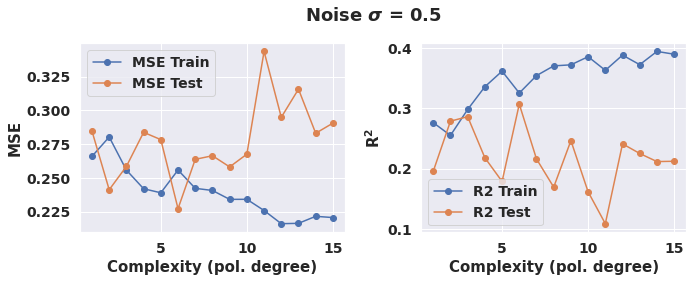 Noise σ = 0.5
MSE
0.325
0.300
0.275
0.250
0.225
MSE Train
MSE Test
5
10
15
Complexity (pol. degree)
R²
0.4
0.3
0.2
0.1
R2 Train
R2 Test
5
10
15
Complexity (pol. degree)